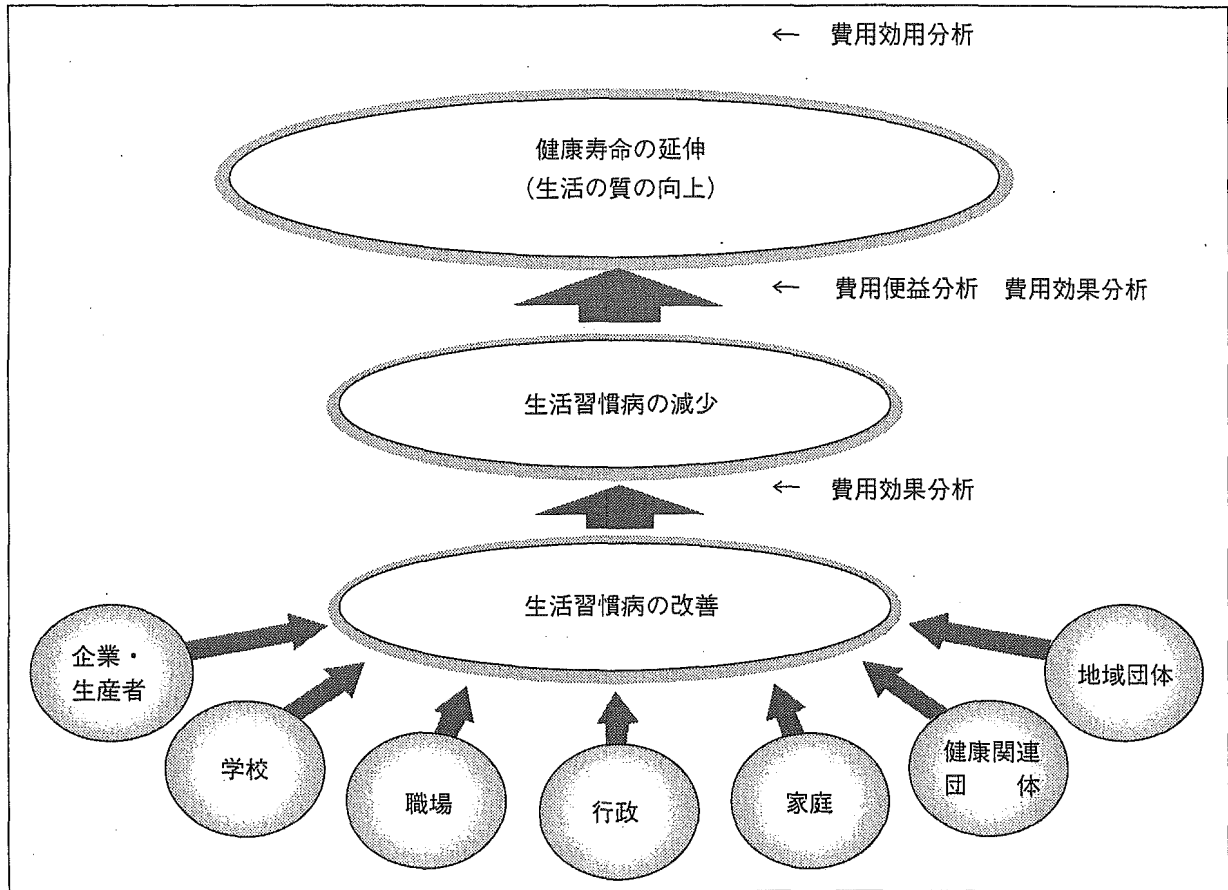 ← 費用効用分析
健康寿命の延伸
(生活の質の向上)
← 費用便益分析 費用効果分析
生活習慣病の減少
← 費用効果分析
生活習慣病の改善
企業・
生産者
学校
職場
行政
家庭
健康関連
団 体
地域団体